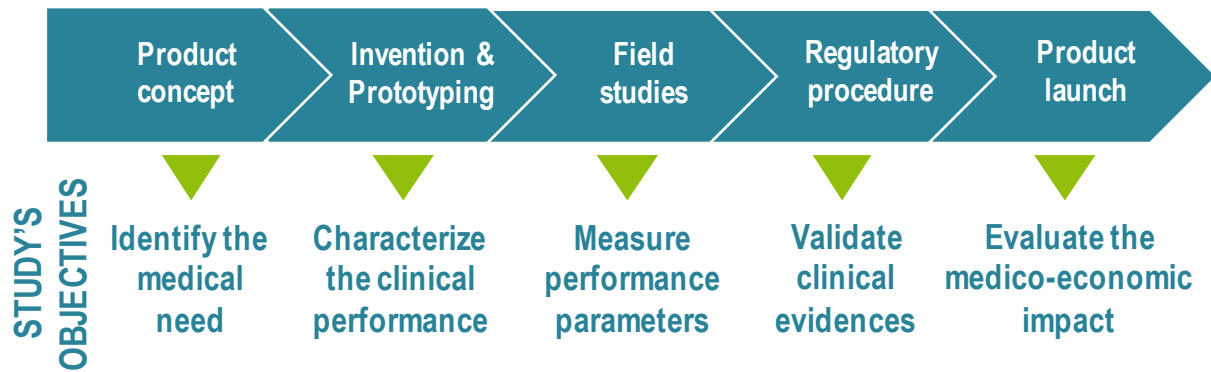 Product
concept
Invention &
Prototyping
Field
studies
Regulatory
procedure
Product
launch
STUDY'S
OBJECTIVES
Identify the
medical
need
Characterize
the clinical
performance
Measure
performance
parameters
Validate
clinical
evidences
Evaluate the
medico-economic
impact